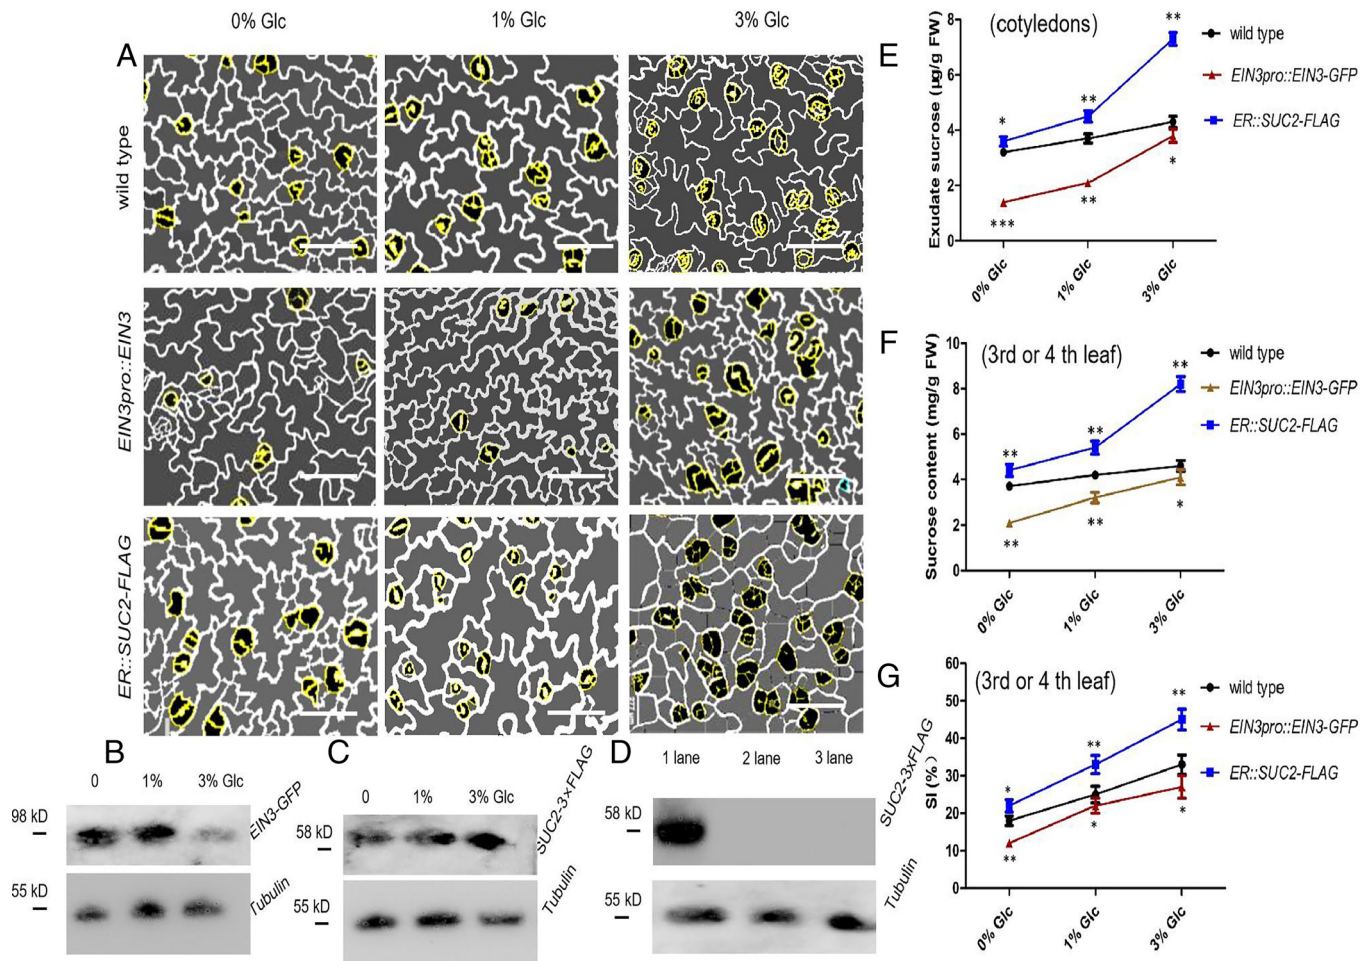 0% Glc
1% Glc
3% Glc
A
wild type
EIN3pro::EIN3
ER::SUC2-FLAG
B
0 1% 3% Glc
98 kD
EIN3-GFP
55 kD
Tubulin
C
0 1% 3% Glc
58 kD
SUC2-3×FLAG
55 kD
Tubulin
D
1 lane 2 lane 3 lane
58 kD
SUC2-3xFLAG
55 kD
Tubulin
E
(cotyledons)
Exudate sucrose (µg/g FW)
8
6
4
2
0
*
**
**
***
**
*
0% Glc
1% Glc
3% Glc
wild type
EIN3pro::EIN3-GFP
ER::SUC2-FLAG
F
(3rd or 4 th leaf)
Sucrose content (mg/g FW)
10
8
6
4
2
0
**
**
**
**
**
*
0% Glc
1% Glc
3% Glc
wild type
EIN3pro::EIN3-GFP
ER::SUC2-FLAG
G
(3rd or 4 th leaf)
SI (%)
60
50
40
30
20
10
0
*
**
**
**
*
*
0% Glc
1% Glc
3% Glc
wild type
EIN3pro::EIN3-GFP
ER::SUC2-FLAG